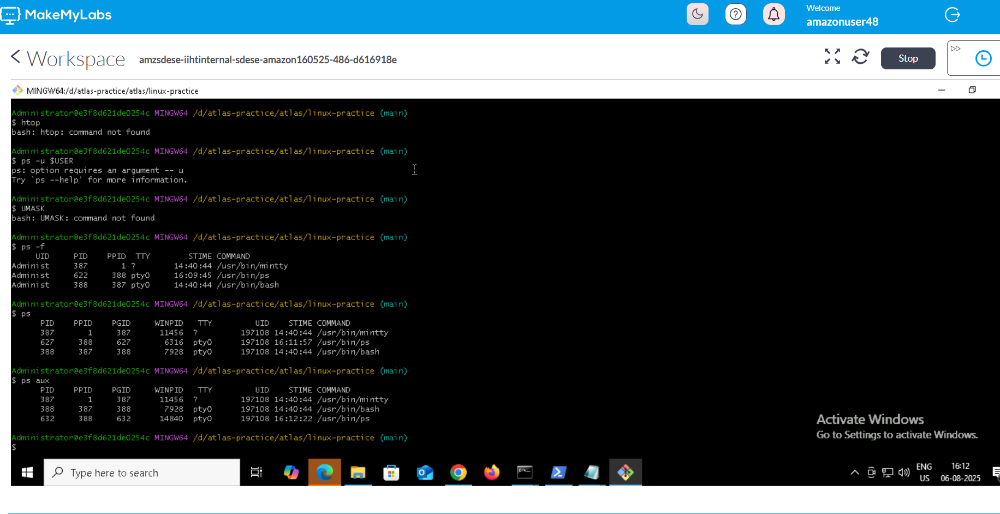 MakeMyLabs
Welcome
amazonuser48
Workspace amzsdese-iihtinternal-sdese-amazon160525-486-d616918e
Stop
MINGW64:/d/atlas-practice/atlas/linux-practice
Administrator@e3f8d621de0254c MINGW64 /d/atlas-practice/atlas/linux-practice (main)
$ htop
bash: htop: command not found
Administrator@e3f8d621de0254c MINGW64 /d/atlas-practice/atlas/linux-practice (main)
$ ps -u $USER
ps: option requires an argument -- u
Try `ps --help' for more information.
Administrator@e3f8d621de0254c MINGW64 /d/atlas-practice/atlas/linux-practice (main)
$ UMASK
bash: UMASK: command not found
Administrator@e3f8d621de0254c MINGW64 /d/atlas-practice/atlas/linux-practice (main)
$ ps -f
UID PID PPID TTY STIME COMMAND
Administ 387 1 ? 14:40:44 /usr/bin/mintty
Administ 622 388 pty0 16:09:45 /usr/bin/ps
Administ 388 387 pty0 14:40:44 /usr/bin/bash
Administrator@e3f8d621de0254c MINGW64 /d/atlas-practice/atlas/linux-practice (main)
$ ps
PID PPID PGID WINPID TTY UID STIME COMMAND
387 1 387 11456 ? 197108 14:40:44 /usr/bin/mintty
627 388 627 6316 pty0 197108 16:11:57 /usr/bin/ps
388 387 388 7928 pty0 197108 14:40:44 /usr/bin/bash
Administrator@e3f8d621de0254c MINGW64 /d/atlas-practice/atlas/linux-practice (main)
$ ps aux
PID PPID PGID WINPID TTY UID STIME COMMAND
387 1 387 11456 ? 197108 14:40:44 /usr/bin/mintty
388 387 388 7928 pty0 197108 14:40:44 /usr/bin/bash
632 388 632 14840 pty0 197108 16:12:22 /usr/bin/ps
Administrator@e3f8d621de0254c MINGW64 /d/atlas-practice/atlas/linux-practice (main)
$
Activate Windows
Go to Settings to activate Windows.
Type here to search
ENG
US
16:12
06-08-2025